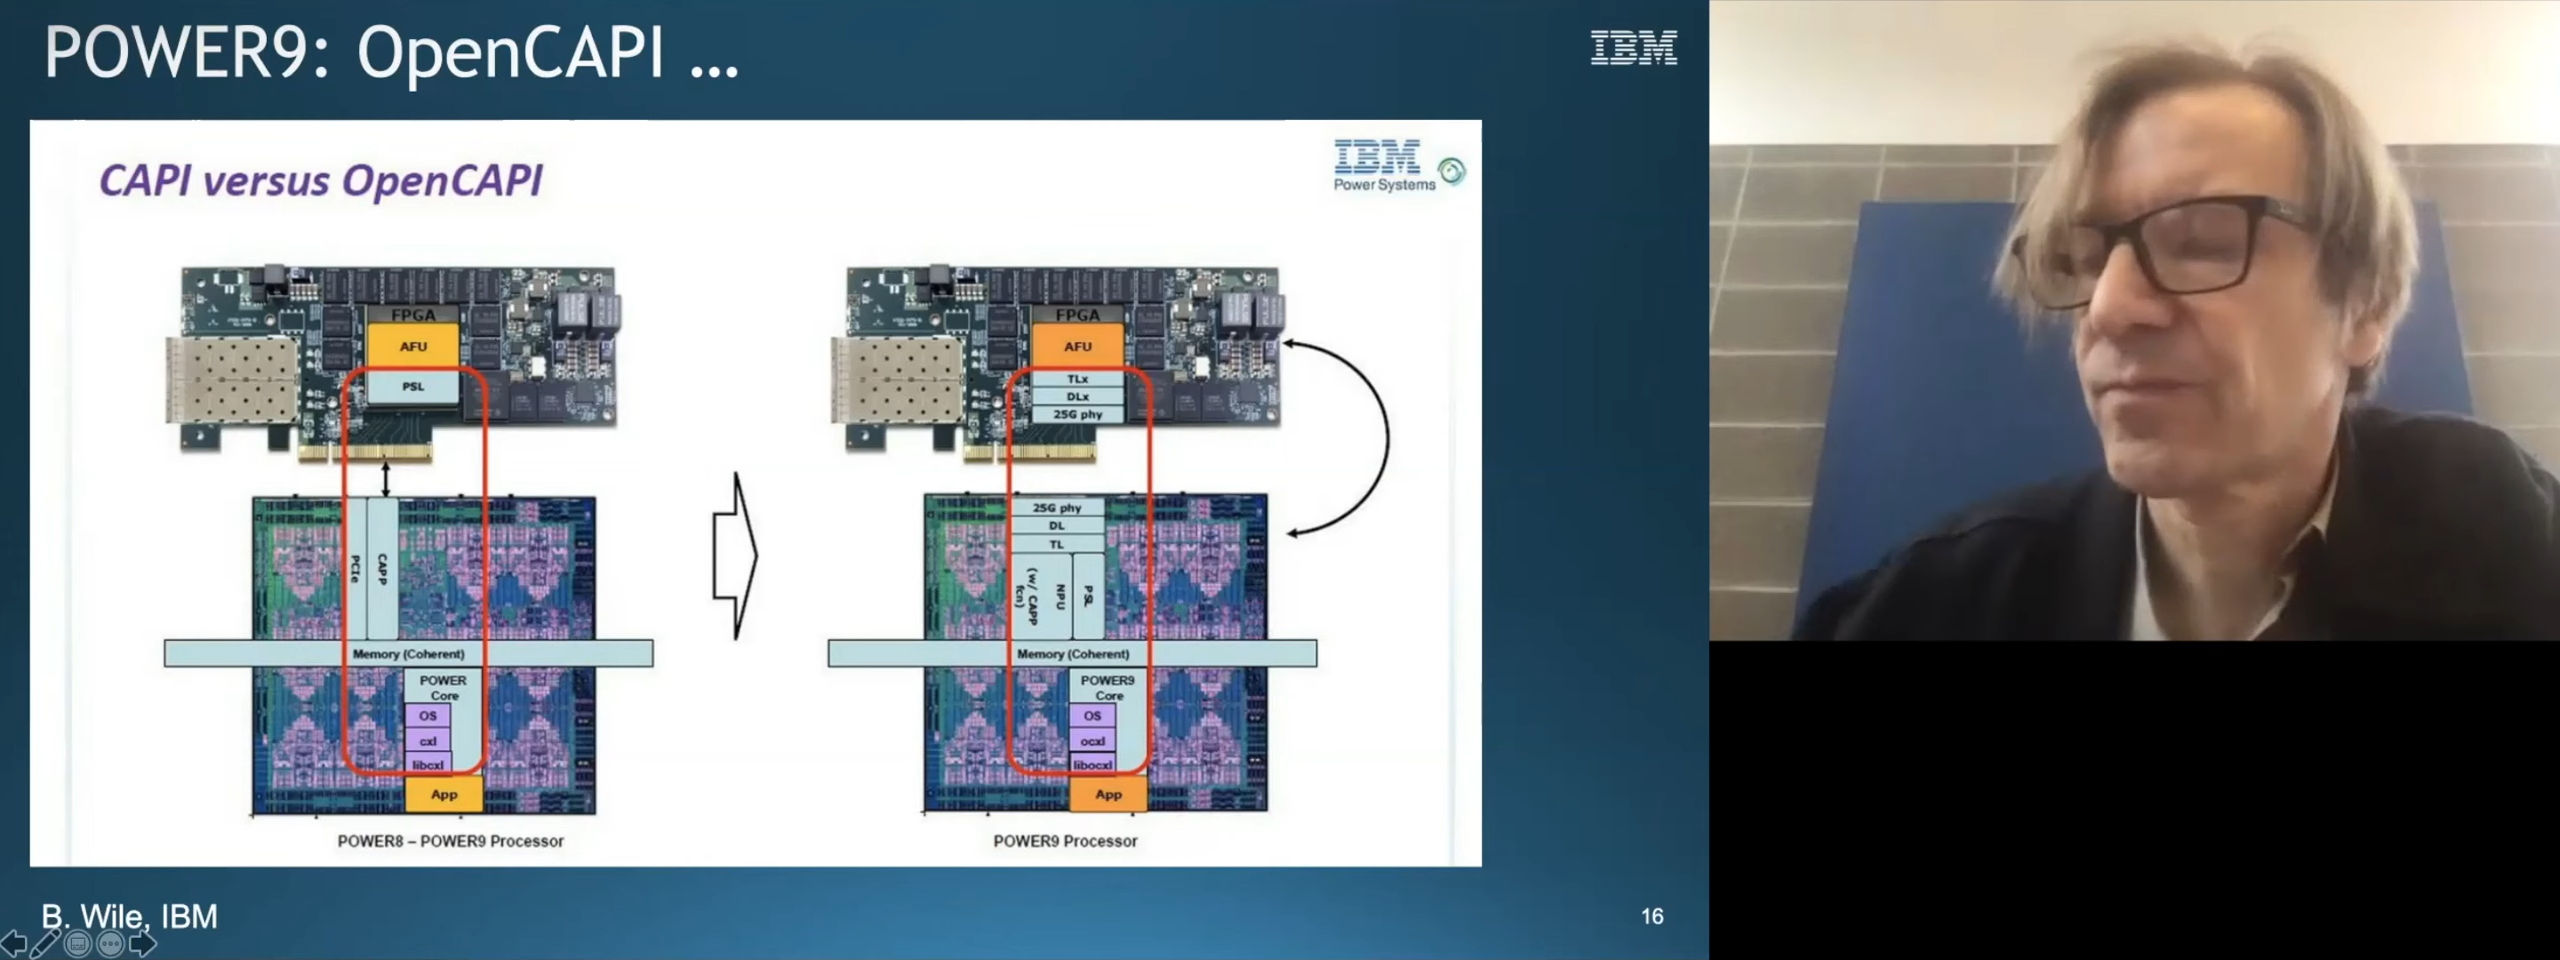 POWER9: OpenCAPI ...
IBM
CAPI versus OpenCAPI
IBM
Power Systems
FPGA
AFU
PSL
PCIe
CAPP
Memory (Coherent)
POWER
Core
OS
cxl
libcxl
App
POWER8 – POWER9 Processor
FPGA
AFU
TLx
DLx
25G phy
25G phy
DL
TL
NPU
(w/ CAPP
fcn)
PSL
Memory (Coherent)
POWER9
Core
OS
ocxl
libocxl
App
POWER9 Processor
B. Wile, IBM
16